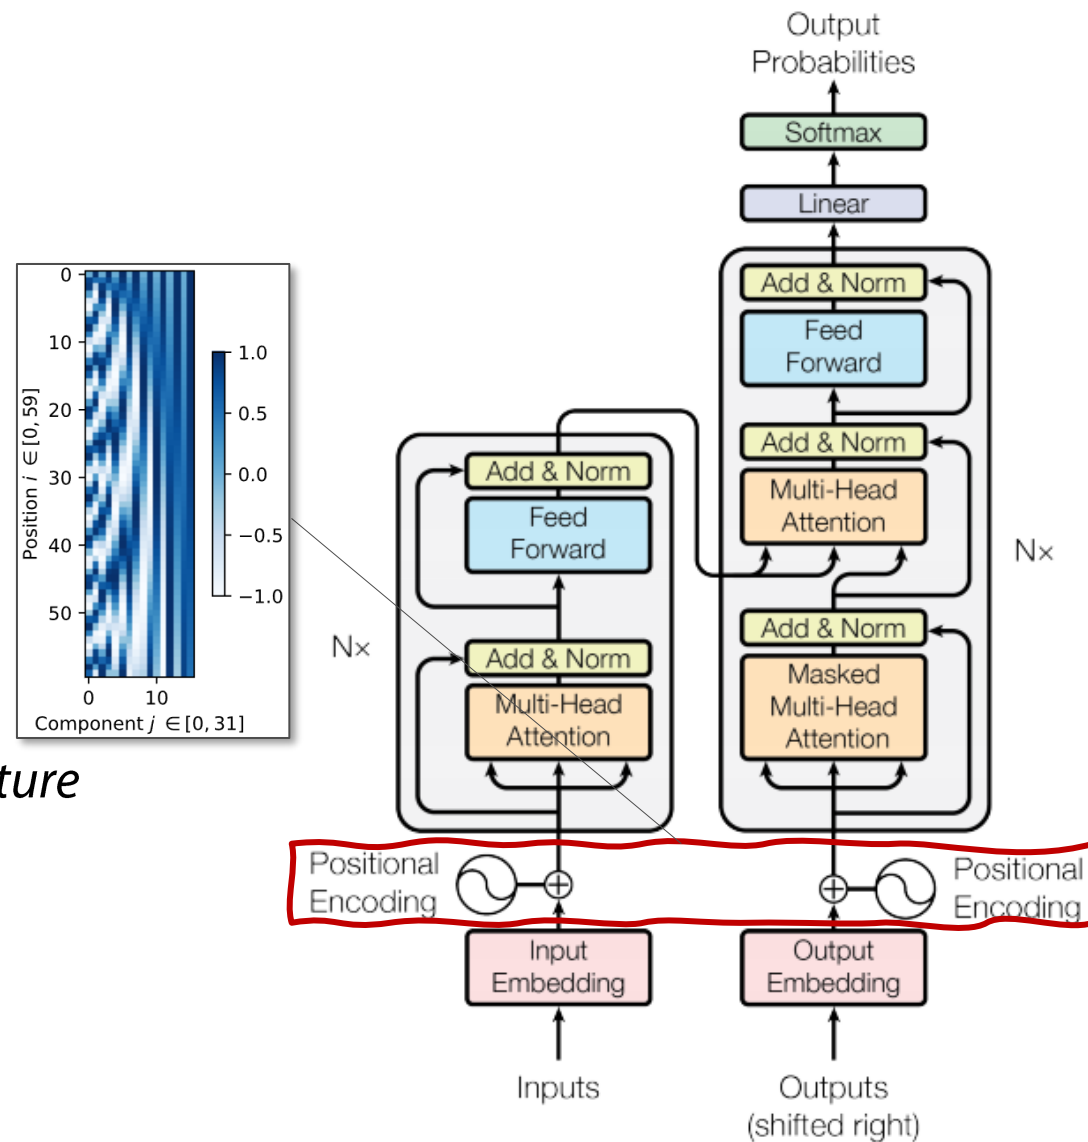 Output
Probabilities
Softmax
Linear
Add & Norm
Feed
Forward
Add & Norm
Multi-Head
Attention
Add & Norm
Masked
Multi-Head
Attention
N×
Add & Norm
Feed
Forward
Add & Norm
Multi-Head
Attention
N×
0
10
20
30
40
50
Position i ∈ [0, 59]
0
10
Component j ∈ [0, 31]
1.0
0.5
0.0
−0.5
−1.0
ture
Positional
Encoding
Positional
Encoding
Input
Embedding
Output
Embedding
Inputs
Outputs
(shifted right)